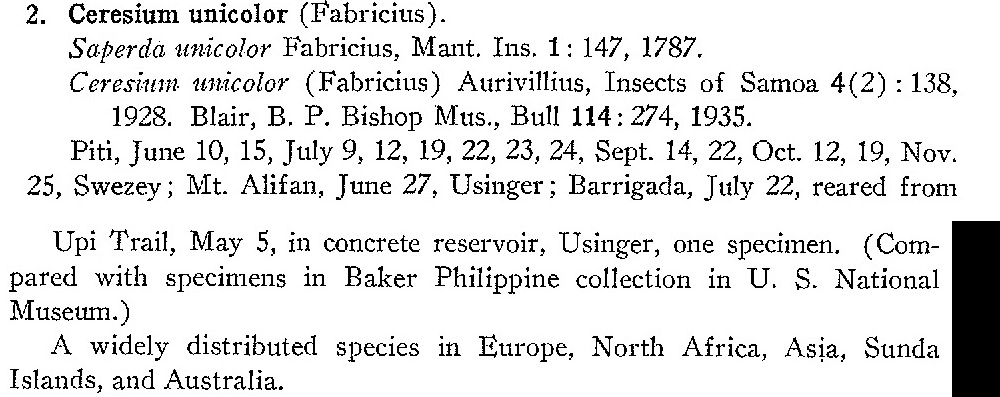 2. Ceresium unicolor (Fabricius).
Saperda unicolor Fabricius, Mant. Ins. 1: 147, 1787.
Ceresium unicolor (Fabricius) Aurivillius, Insects of Samoa 4(2): 138,
1928. Blair, B. P. Bishop Mus., Bull 114: 274, 1935.
Piti, June 10, 15, July 9, 12, 19, 22, 23, 24, Sept. 14, 22, Oct. 12, 19, Nov.
25, Swezey; Mt. Alifan, June 27, Usinger; Barrigada, July 22, reared from
Upi Trail, May 5, in concrete reservoir, Usinger, one specimen. (Com-
pared with specimens in Baker Philippine collection in U. S. National
Museum.)
A widely distributed species in Europe, North Africa, Asia, Sunda
Islands, and Australia.